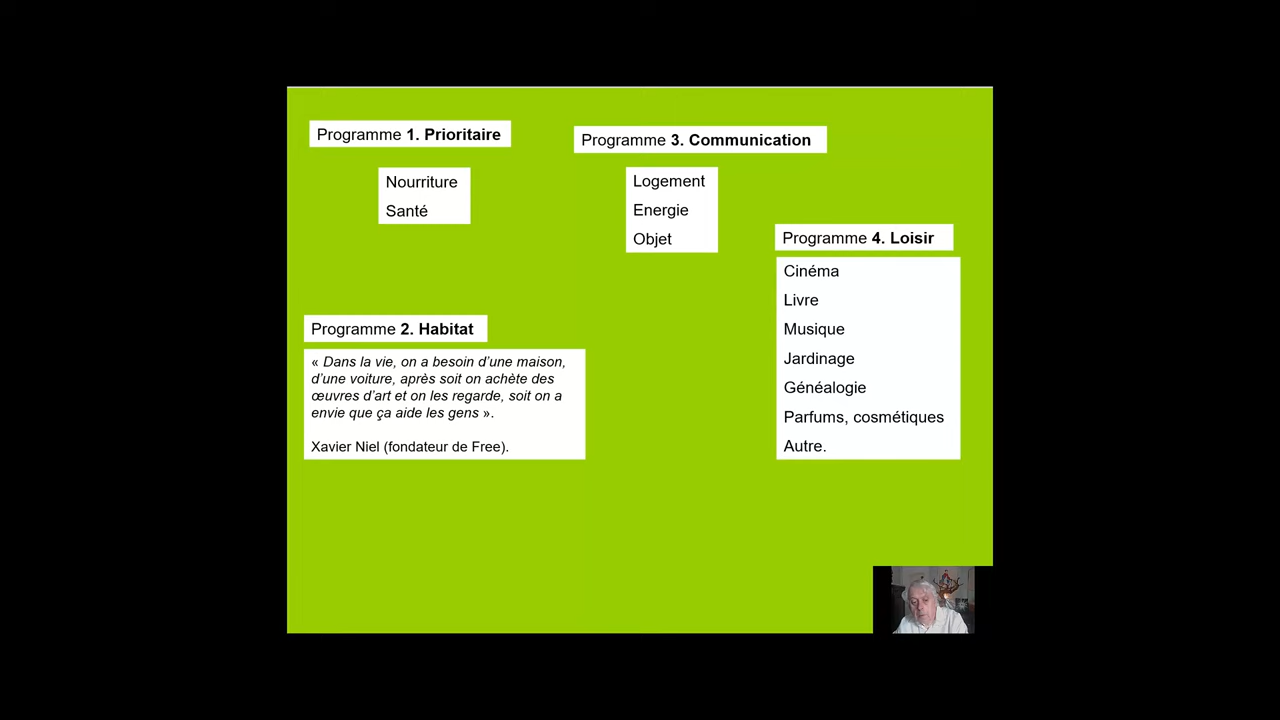 Programme 1. Prioritaire
Nourriture
Santé
Programme 2. Habitat
« Dans la vie, on a besoin d’une maison,
d’une voiture, après soit on achète des
œuvres d’art et on les regarde, soit on a
envie que ça aide les gens ».
Xavier Niel (fondateur de Free).
Programme 3. Communication
Logement
Energie
Objet
Programme 4. Loisir
Cinéma
Livre
Musique
Jardinage
Généalogie
Parfums, cosmétiques
Autre.